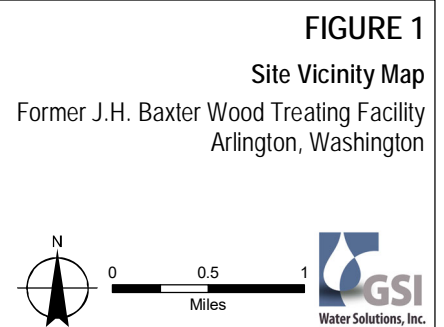 FIGURE 1
Site Vicinity Map
Former J.H. Baxter Wood Treating Facility
Arlington, Washington
N
0 0.5 1
Miles
GSI
Water Solutions, Inc.